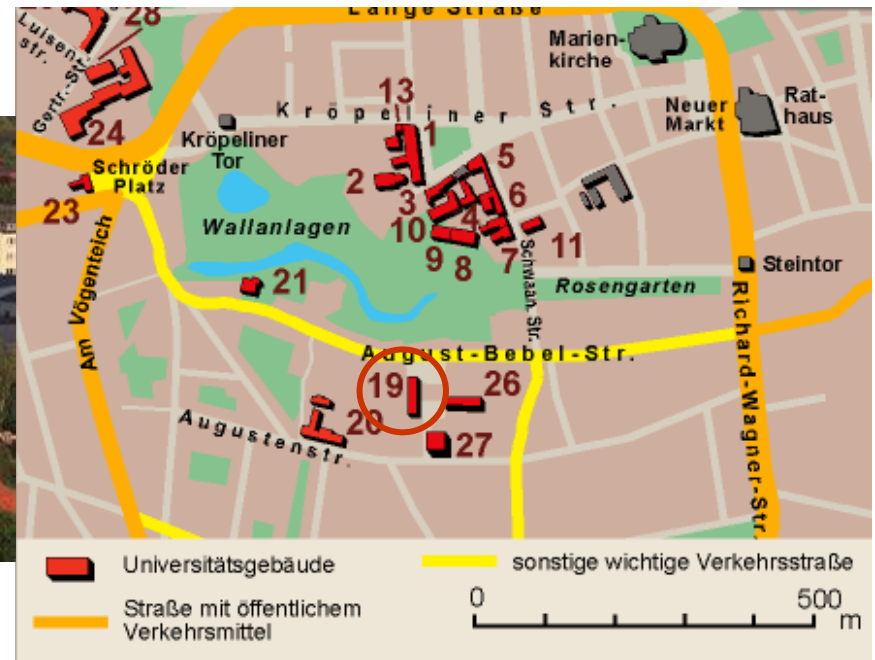 Lange Straße
28
Luisen-
str.
Gertr.-Str.
24
Marien-
kirche
Kröpeliner Str.
13
1
Neuer
Markt
Rat-
haus
Kröpeliner
Tor
Schröder
Platz
23
2
3
5
6
4
10
9
8
7
11
Wallanlagen
Schwaan. Str.
Steintor
21
Rosengarten
Am Vögenteich
August-Bebel-Str.
Richard-Wagner-Str.
19
26
20
27
Augustenstr.
Universitätsgebäude
sonstige wichtige Verkehrsstraße
Straße mit öffentlichem
Verkehrsmittel
0
500
m